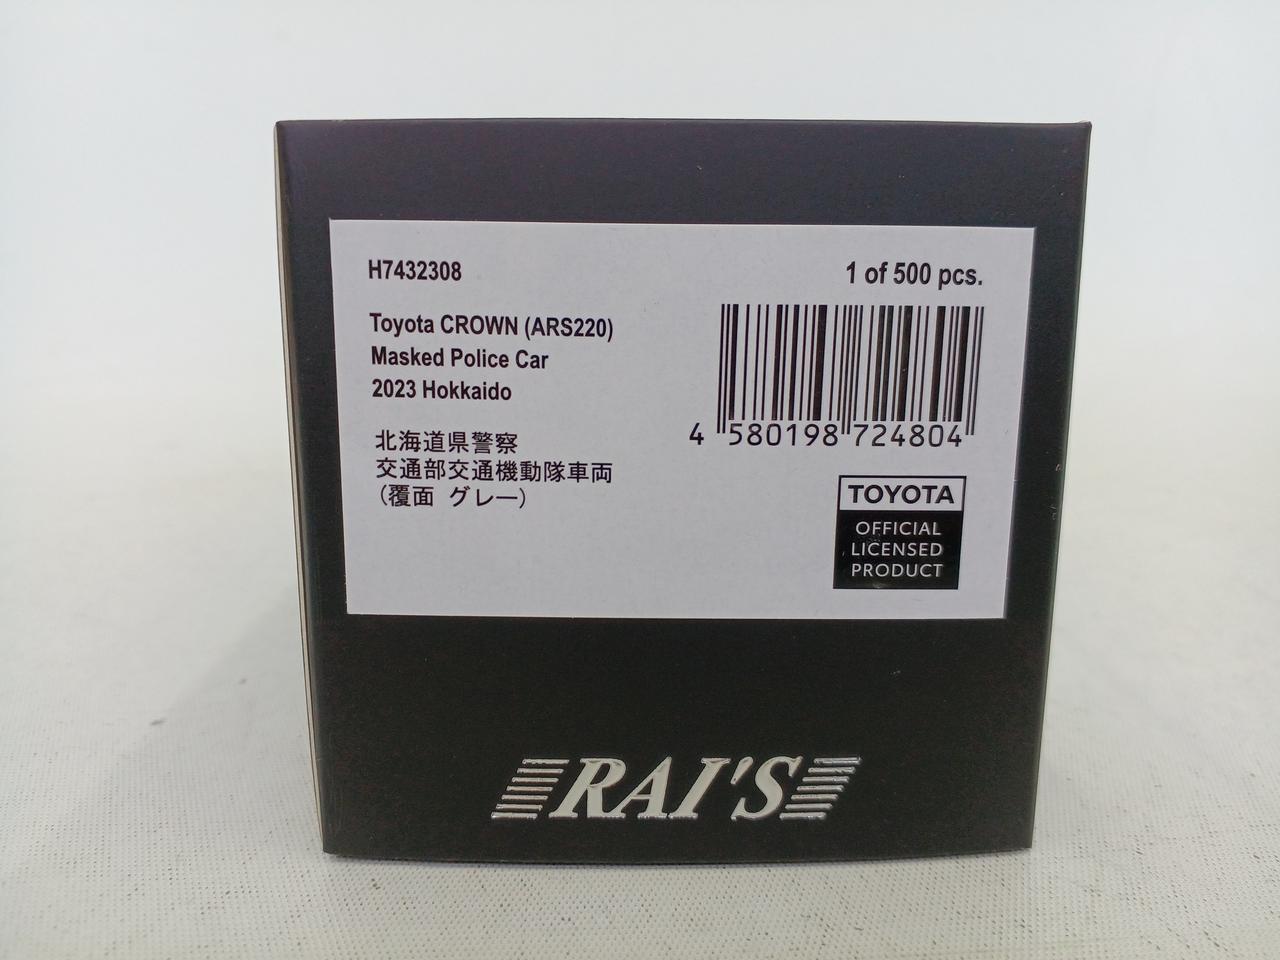 H7432308
1 of 500 pcs.
Toyota CROWN (ARS220)
Masked Police Car
2023 Hokkaido
北海道県警察
交通部交通機動隊車両
（覆面 グレー）
4 580198 724804
TOYOTA
OFFICIAL
LICENSED
PRODUCT
RAI'S